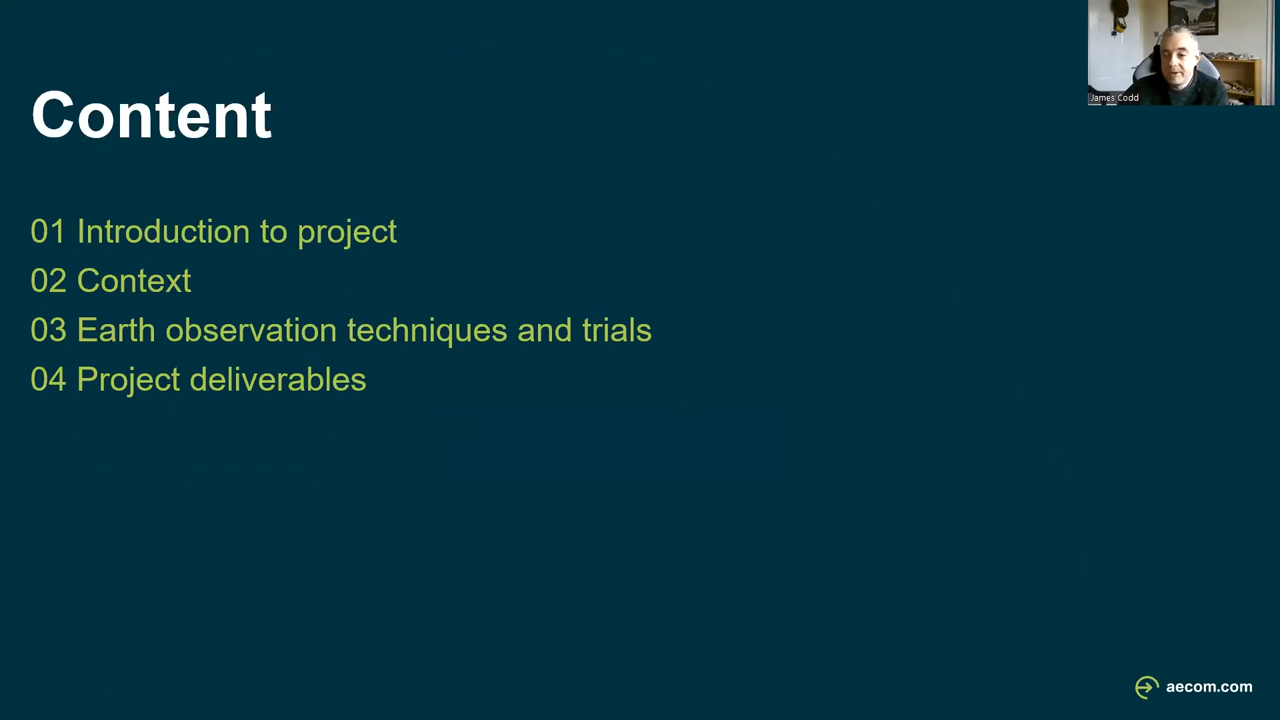 James Codd
Content
01 Introduction to project
02 Context
03 Earth observation techniques and trials
04 Project deliverables
aecom.com